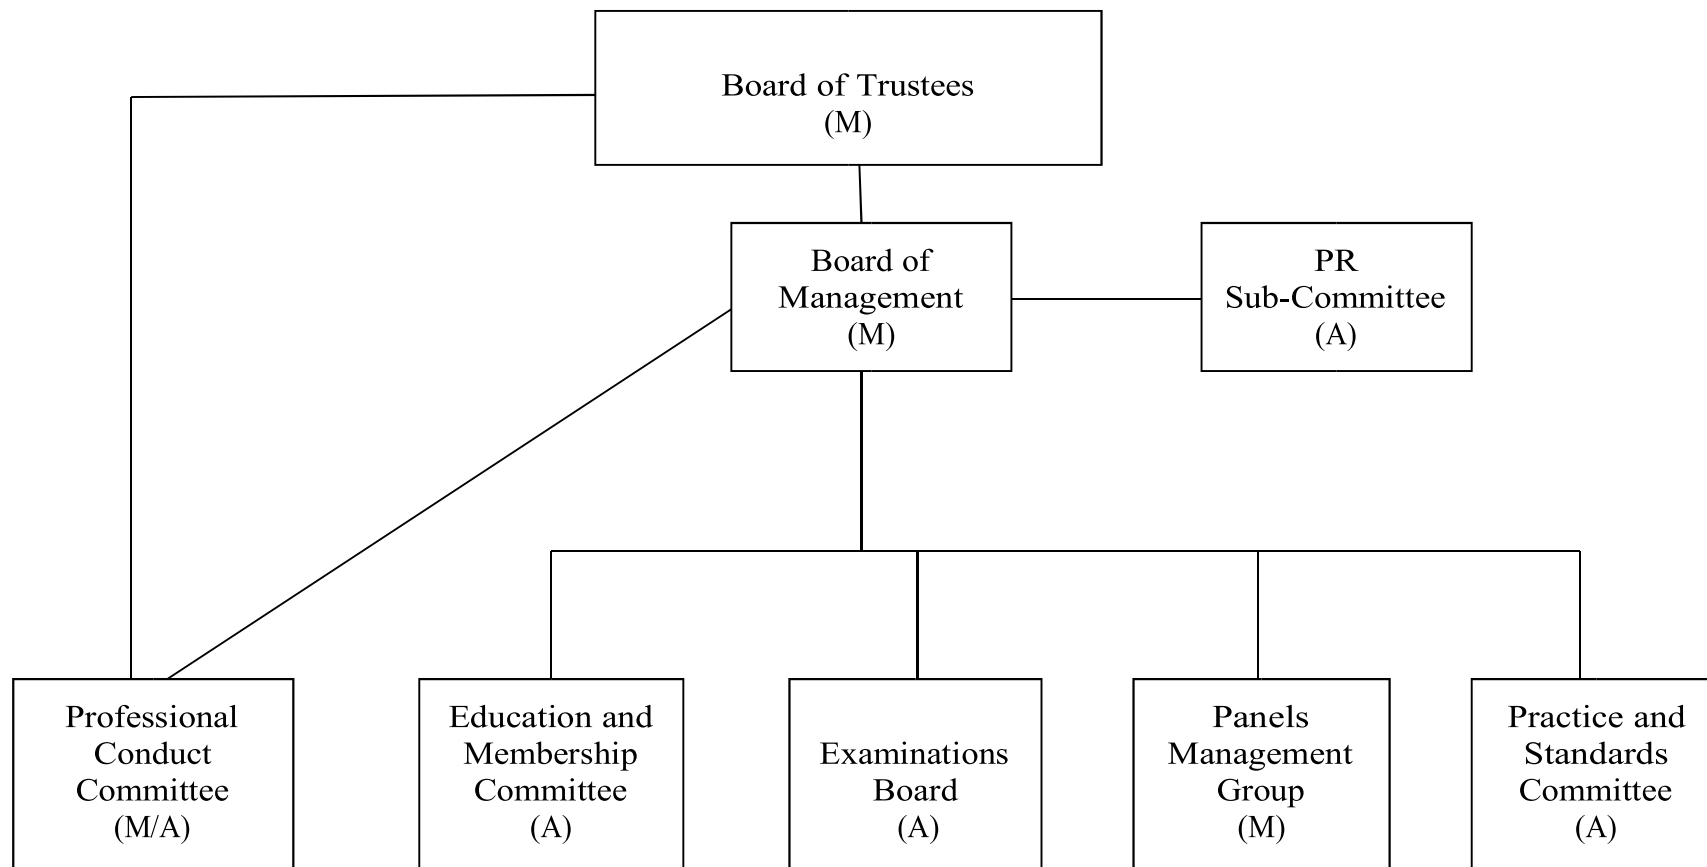 Board of Trustees
(M)
Board of
Management
(M)
PR
Sub-Committee
(A)
Professional
Conduct
Committee
(M/A)
Education and
Membership
Committee
(A)
Examinations
Board
(A)
Panels
Management
Group
(M)
Practice and
Standards
Committee
(A)